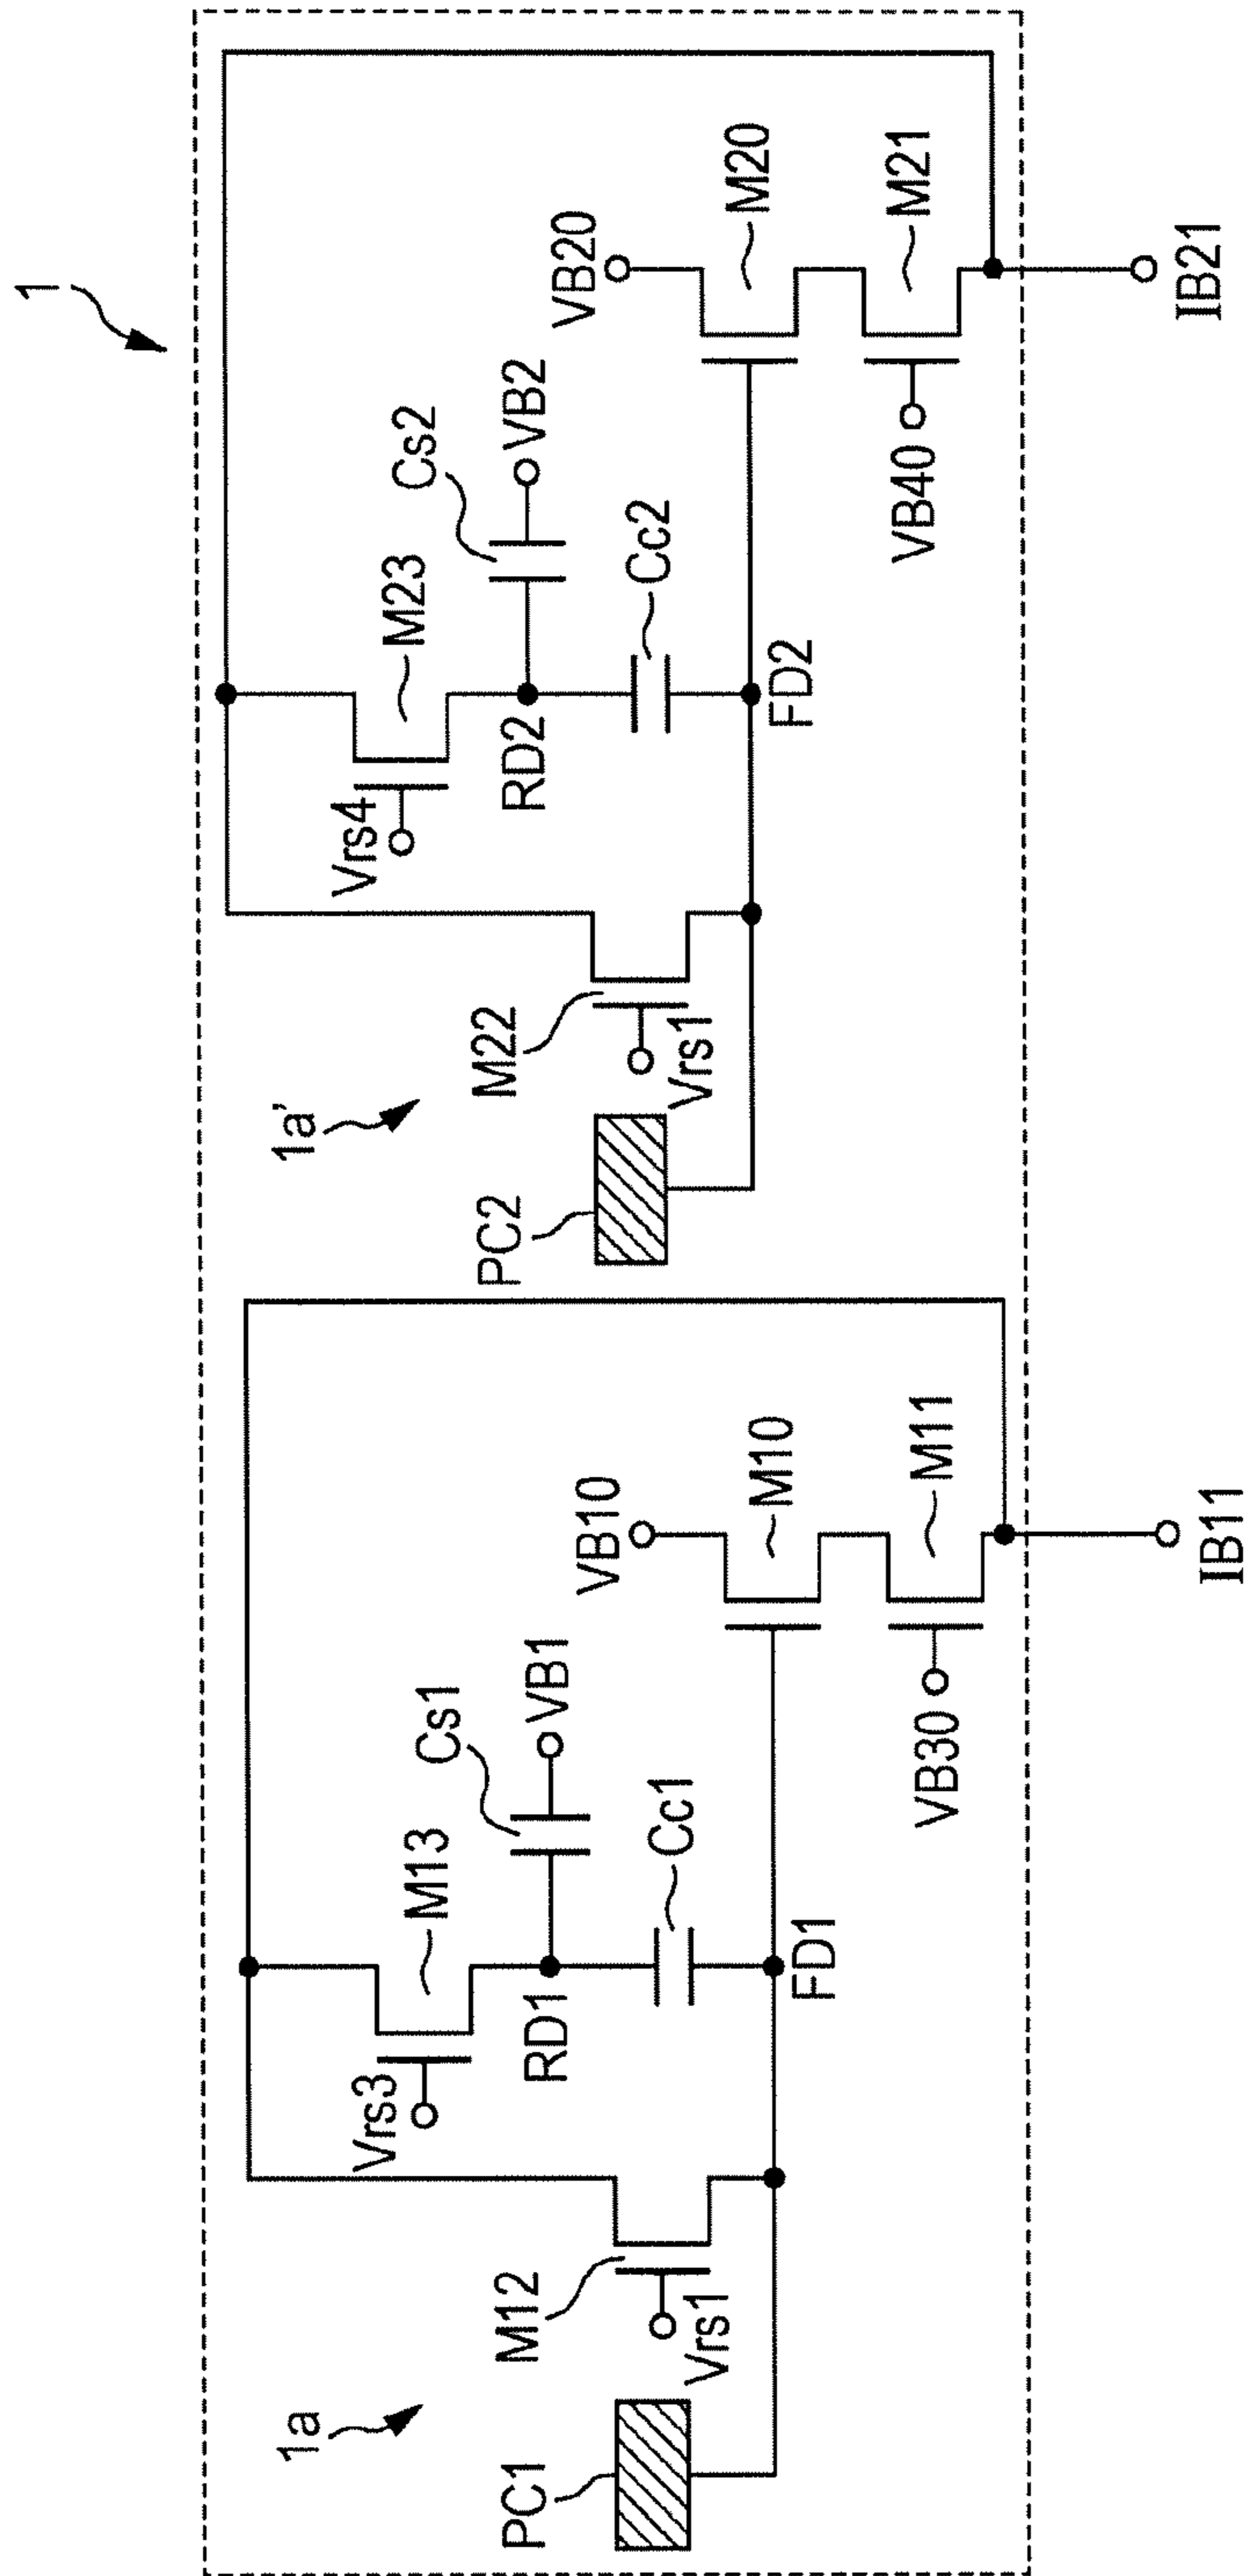 1
1a
PC1
M12
Vrs1
Vrs3
M13
RD1
Cs1
VB1
Cc1
FD1
VB10
M10
M11
VB30
IB11
1a'
PC2
M22
Vrs1
Vrs4
M23
RD2
Cs2
VB2
Cc2
FD2
VB20
M20
M21
VB40
IB21